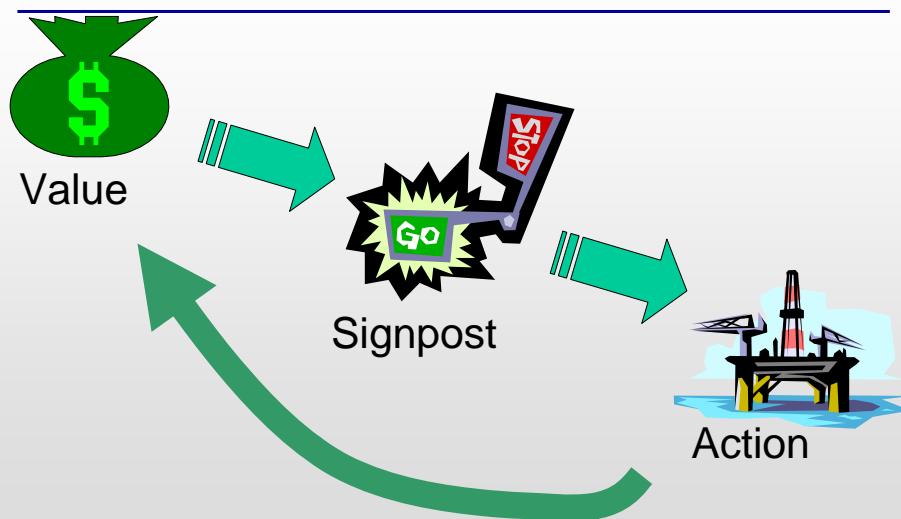 $
Value
STOP
GO
Signpost
Action